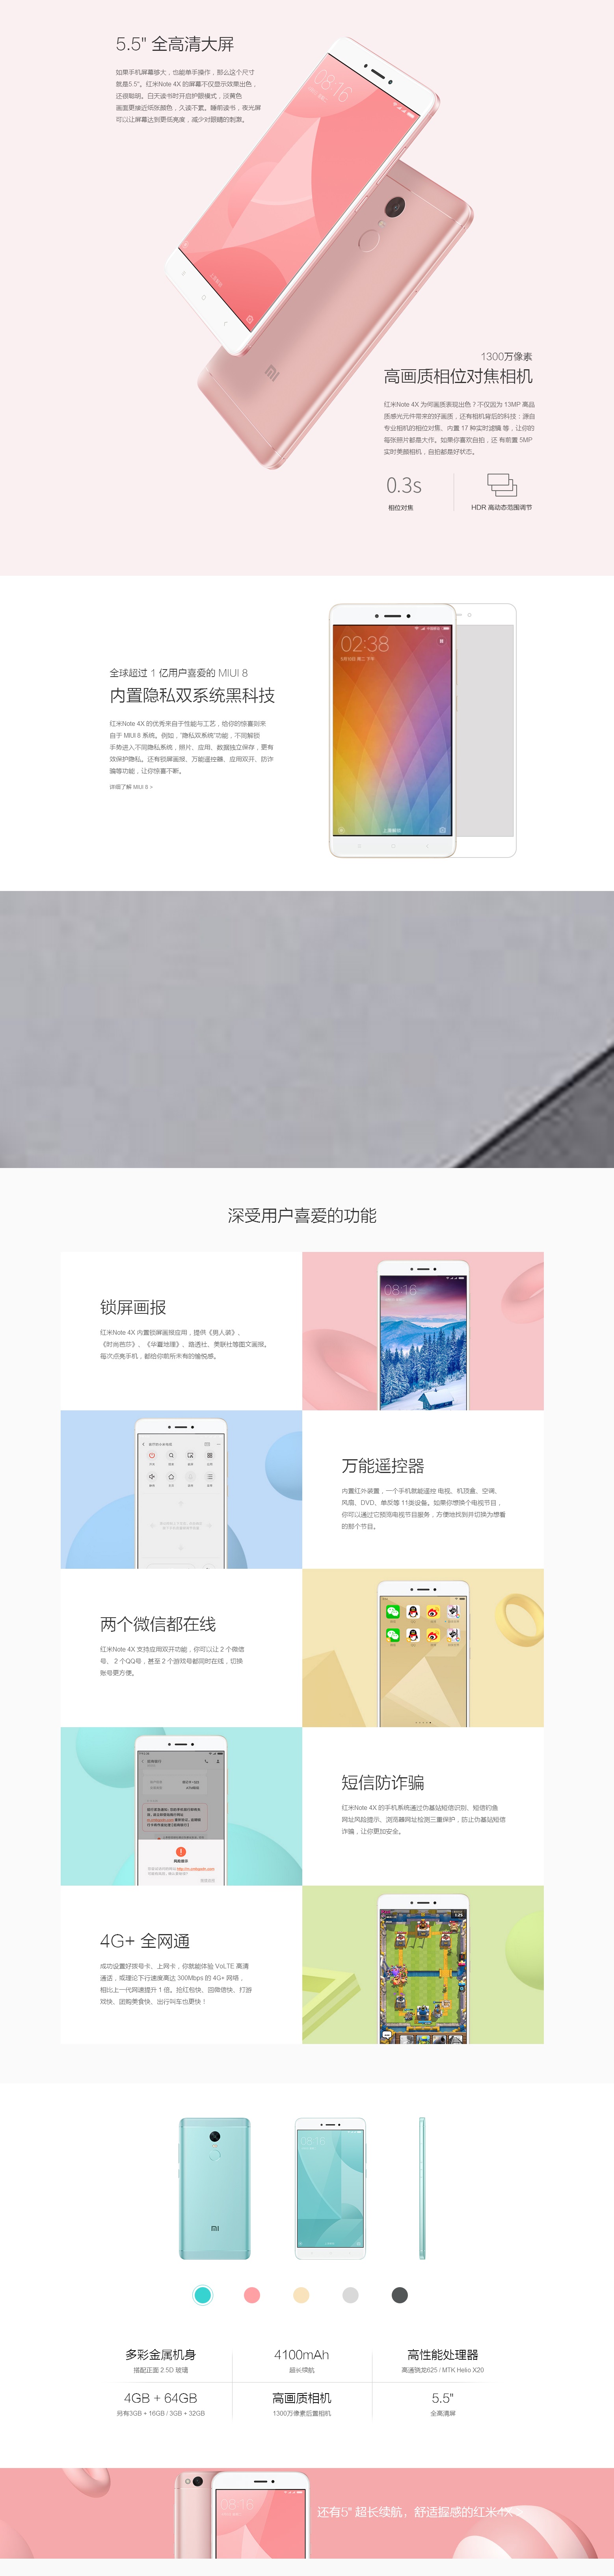 5.5" 全高清大屏
如果手机屏幕够大，也能单手操作，那么这个尺寸
就是5.5"。红米Note 4X 的屏幕不仅显示效果出色，
还很聪明。白天读书时开启护眼模式，淡黄色
画面更接近纸张颜色，久读不累。睡前读书，夜光屏
可以让屏幕达到更低亮度，减少对眼睛的刺激。
08:16
1300万像素
高画质相位对焦相机
红米Note 4X 为何画质表现出色？不仅因为 13MP 高品
质感光元件带来的好画质，还有相机背后的科技：源自
专业相机的相位对焦、内置 17 种实时滤镜 等，让你的
每张照片都是大作。如果你喜欢自拍，还 有前置 5MP
实时美颜相机，自拍都是好状态。
0.3s
相位对焦
HDR 高动态范围调节
全球超过 1 亿用户喜爱的 MIUI 8
内置隐私双系统黑科技
红米Note 4X 的优秀来自于性能与工艺，给你的惊喜则来
自于 MIUI 8 系统。例如，"隐私双系统"功能，不同解锁
手势进入不同隐私系统，照片、应用、数据独立保存，更有
效保护隐私。还有锁屏画报、万能遥控器、应用双开、防诈
骗等功能，让你惊喜不断。
详细了解 MIUI 8 >
02:38
上滑解锁
深受用户喜爱的功能
锁屏画报
红米Note 4X 内置锁屏画报应用，提供《男人装》、
《时尚芭莎》、《华夏地理》、路透社、美联社等图文画报。
每次点亮手机，都给你前所未有的愉悦感。
08:16
万能遥控器
内置红外装置，一个手机就能遥控 电视、机顶盒、空调、
风扇、DVD、单反等 11类设备。如果你想换个电视节目，
你可以通过它预览电视节目服务，方便地找到并切换为想看
的那个节目。
两个微信都在线
红米Note 4X 支持应用双开功能，你可以让 2 个微信
号、 2 个QQ号，甚至 2 个游戏号都同时在线，切换
账号更方便。
短信防诈骗
红米Note 4X 的手机系统通过伪基站短信识别、短信钓鱼
网址风险提示、浏览器网址检测三重保护，防止伪基站短信
诈骗，让你更加安全。
4G+ 全网通
成功设置好拨号卡、上网卡，你就能体验 VoLTE 高清
通话，或理论下行速度高达 300Mbps 的 4G+ 网络，
相比上一代网速提升 1 倍。抢红包快、回微信快、打游
戏快、团购美食快、出行叫车也更快！
08:16
多彩金属机身
搭配正面 2.5D 玻璃
4100mAh
超长续航
高性能处理器
高通骁龙625 / MTK Helio X20
4GB + 64GB
另有3GB + 16GB / 3GB + 32GB
高画质相机
1300万像素后置相机
5.5"
全高清屏
08:16
还有5" 超长续航，舒适握感的红米4X